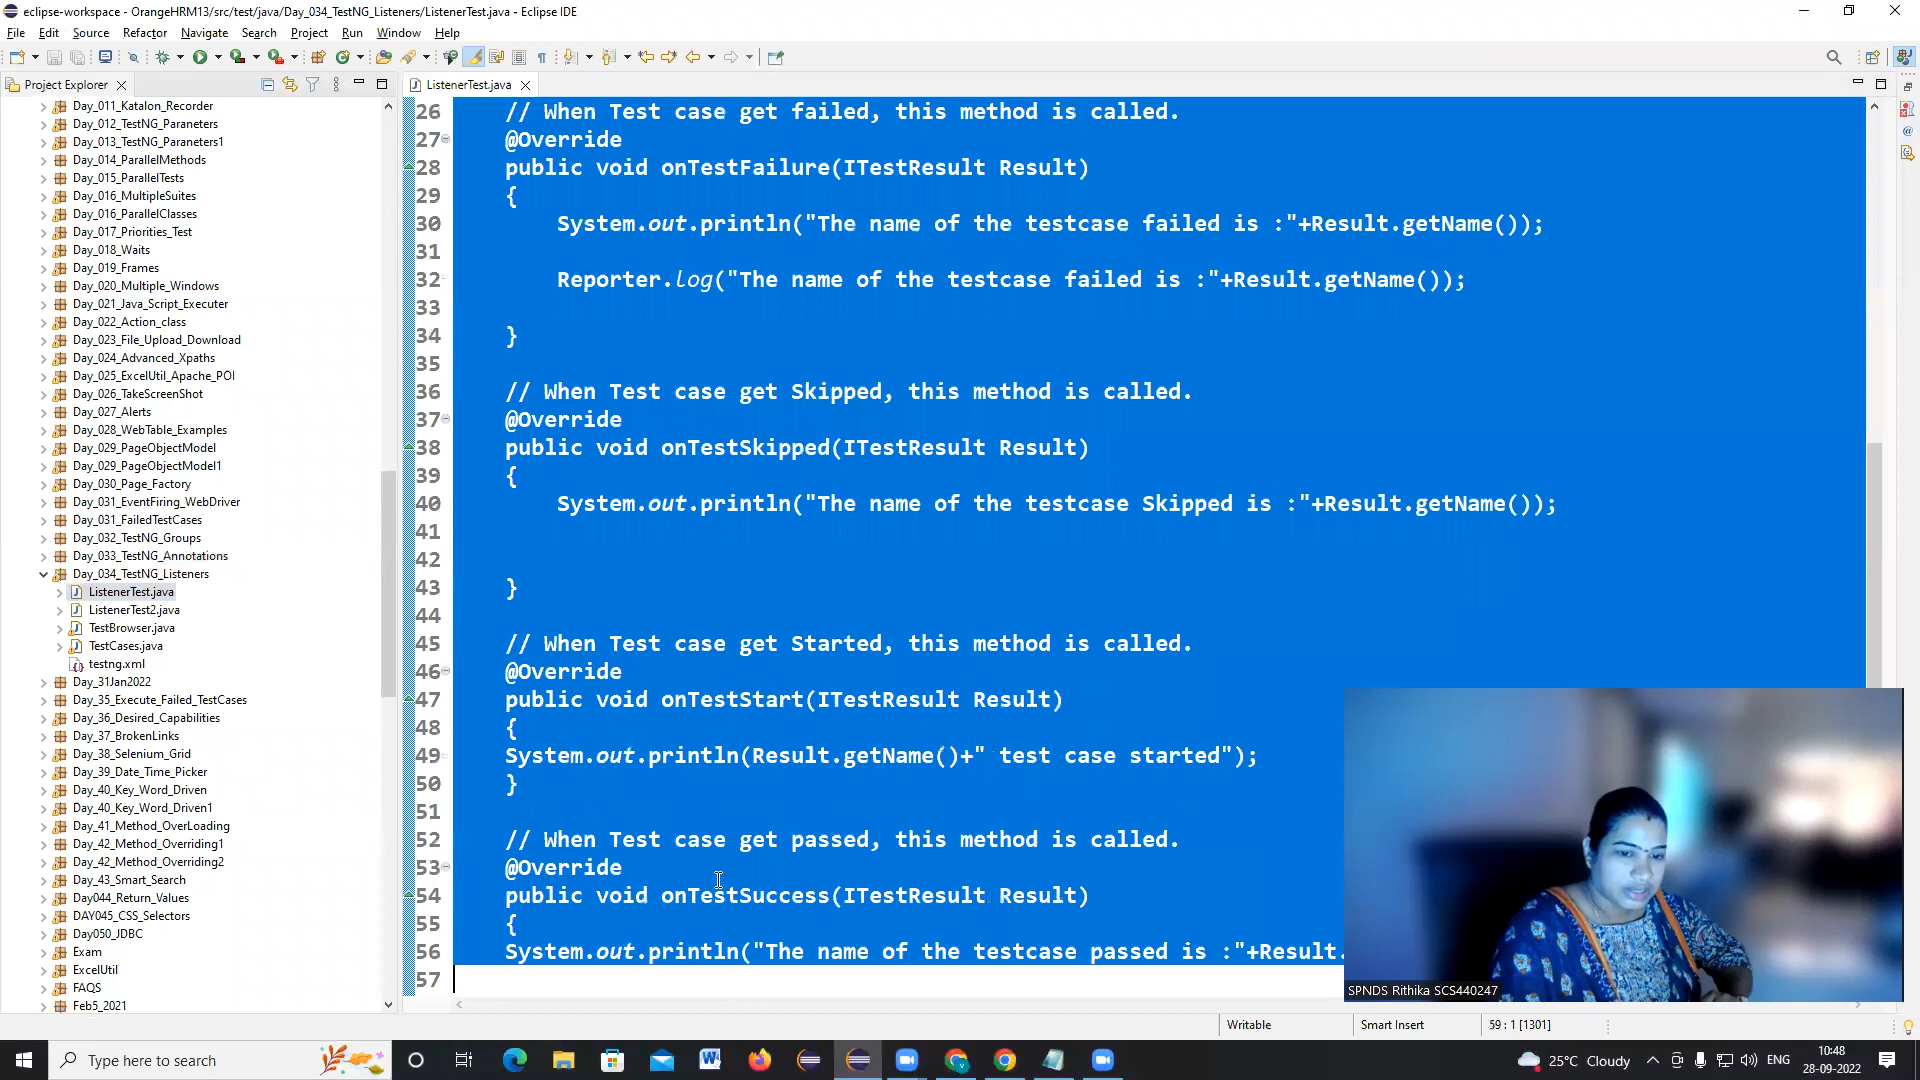 eclipse-workspace - OrangeHRM13/src/test/java/Day_034_TestNG_Listeners/ListenerTest.java - Eclipse IDE
File Edit Source Refactor Navigate Search Project Run Window Help
Project Explorer
ListenerTest.java
Day_011_Katalon_Recorder
Day_012_TestNG_Paraneters
Day_013_TestNG_Paraneters1
Day_014_ParallelMethods
Day_015_ParallelTests
Day_016_MultipleSuites
Day_016_ParallelClasses
Day_017_Priorities_Test
Day_018_Waits
Day_019_Frames
Day_020_Multiple_Windows
Day_021_Java_Script_Executer
Day_022_Action_class
Day_023_File_Upload_Download
Day_024_Advanced_Xpaths
Day_025_ExcelUtil_Apache_POI
Day_026_TakeScreenShot
Day_027_Alerts
Day_028_WebTable_Examples
Day_029_PageObjectModel
Day_029_PageObjectModel1
Day_030_Page_Factory
Day_031_EventFiring_WebDriver
Day_031_FailedTestCases
Day_032_TestNG_Groups
Day_033_TestNG_Annotations
Day_034_TestNG_Listeners
ListenerTest.java
ListenerTest2.java
TestBrowser.java
TestCases.java
testng.xml
Day_31Jan2022
Day_35_Execute_Failed_TestCases
Day_36_Desired_Capabilities
Day_37_BrokenLinks
Day_38_Selenium_Grid
Day_39_Date_Time_Picker
Day_40_Key_Word_Driven
Day_40_Key_Word_Driven1
Day_41_Method_OverLoading
Day_42_Method_Overriding1
Day_42_Method_Overriding2
Day_43_Smart_Search
Day044_Return_Values
DAY045_CSS_Selectors
Day050_JDBC
Exam
ExcelUtil
FAQS
Feb5_2021
26 // When Test case get failed, this method is called.
27 @Override
28 public void onTestFailure(ITestResult Result)
29 {
30 System.out.println("The name of the testcase failed is :"+Result.getName());
31
32 Reporter.log("The name of the testcase failed is :"+Result.getName());
33
34 }
35
36 // When Test case get Skipped, this method is called.
37 @Override
38 public void onTestSkipped(ITestResult Result)
39 {
40 System.out.println("The name of the testcase Skipped is :"+Result.getName());
41
42
43 }
44
45 // When Test case get Started, this method is called.
46 @Override
47 public void onTestStart(ITestResult Result)
48 {
49 System.out.println(Result.getName()+" test case started");
50 }
51
52 // When Test case get passed, this method is called.
53 @Override
54 public void onTestSuccess(ITestResult Result)
55 {
56 System.out.println("The name of the testcase passed is :"+Result.
57
SPNDS Rithika SCS440247
Writable Smart Insert 59 : 1 [1301]
Type here to search
25°C Cloudy ENG
10:48
28-09-2022